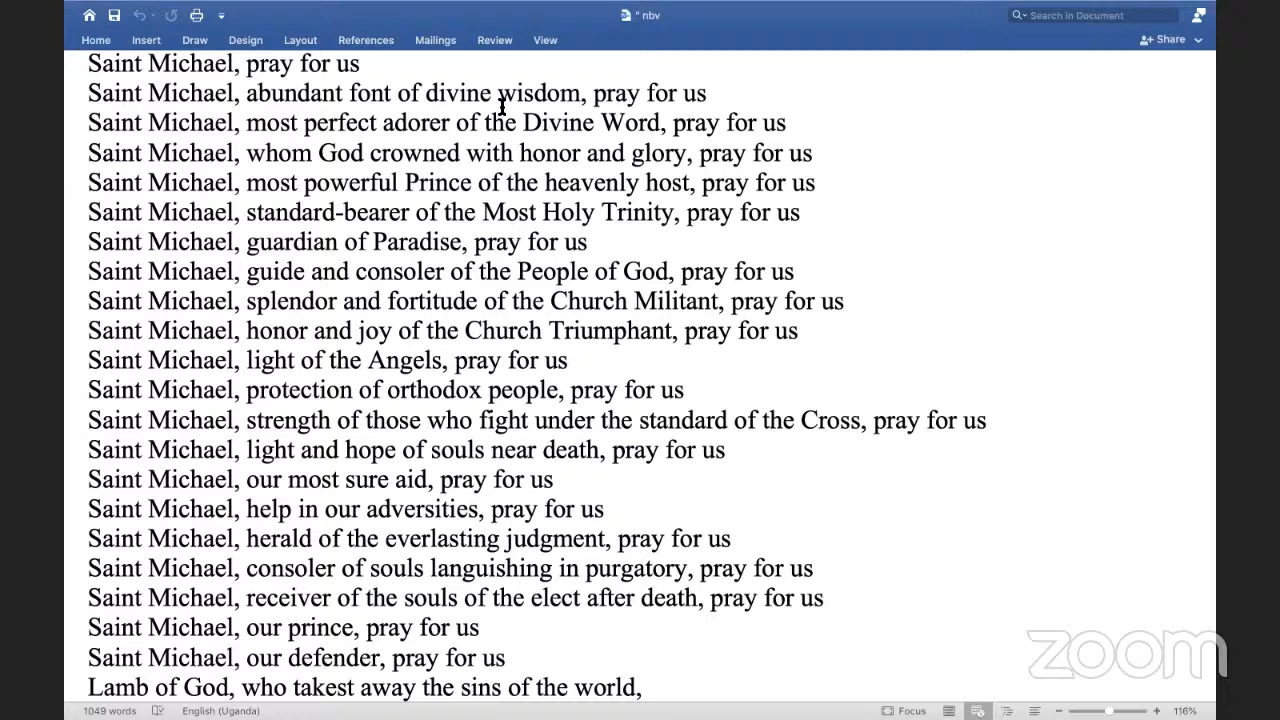 " nbv
Search in Document
Home Insert Draw Design Layout References Mailings Review View
Share
Saint Michael, pray for us
Saint Michael, abundant font of divine wisdom, pray for us
Saint Michael, most perfect adorer of the Divine Word, pray for us
Saint Michael, whom God crowned with honor and glory, pray for us
Saint Michael, most powerful Prince of the heavenly host, pray for us
Saint Michael, standard-bearer of the Most Holy Trinity, pray for us
Saint Michael, guardian of Paradise, pray for us
Saint Michael, guide and consoler of the People of God, pray for us
Saint Michael, splendor and fortitude of the Church Militant, pray for us
Saint Michael, honor and joy of the Church Triumphant, pray for us
Saint Michael, light of the Angels, pray for us
Saint Michael, protection of orthodox people, pray for us
Saint Michael, strength of those who fight under the standard of the Cross, pray for us
Saint Michael, light and hope of souls near death, pray for us
Saint Michael, our most sure aid, pray for us
Saint Michael, help in our adversities, pray for us
Saint Michael, herald of the everlasting judgment, pray for us
Saint Michael, consoler of souls languishing in purgatory, pray for us
Saint Michael, receiver of the souls of the elect after death, pray for us
Saint Michael, our prince, pray for us
Saint Michael, our defender, pray for us
Lamb of God, who takest away the sins of the world,
zoom
1049 words English (Uganda) Focus 116%